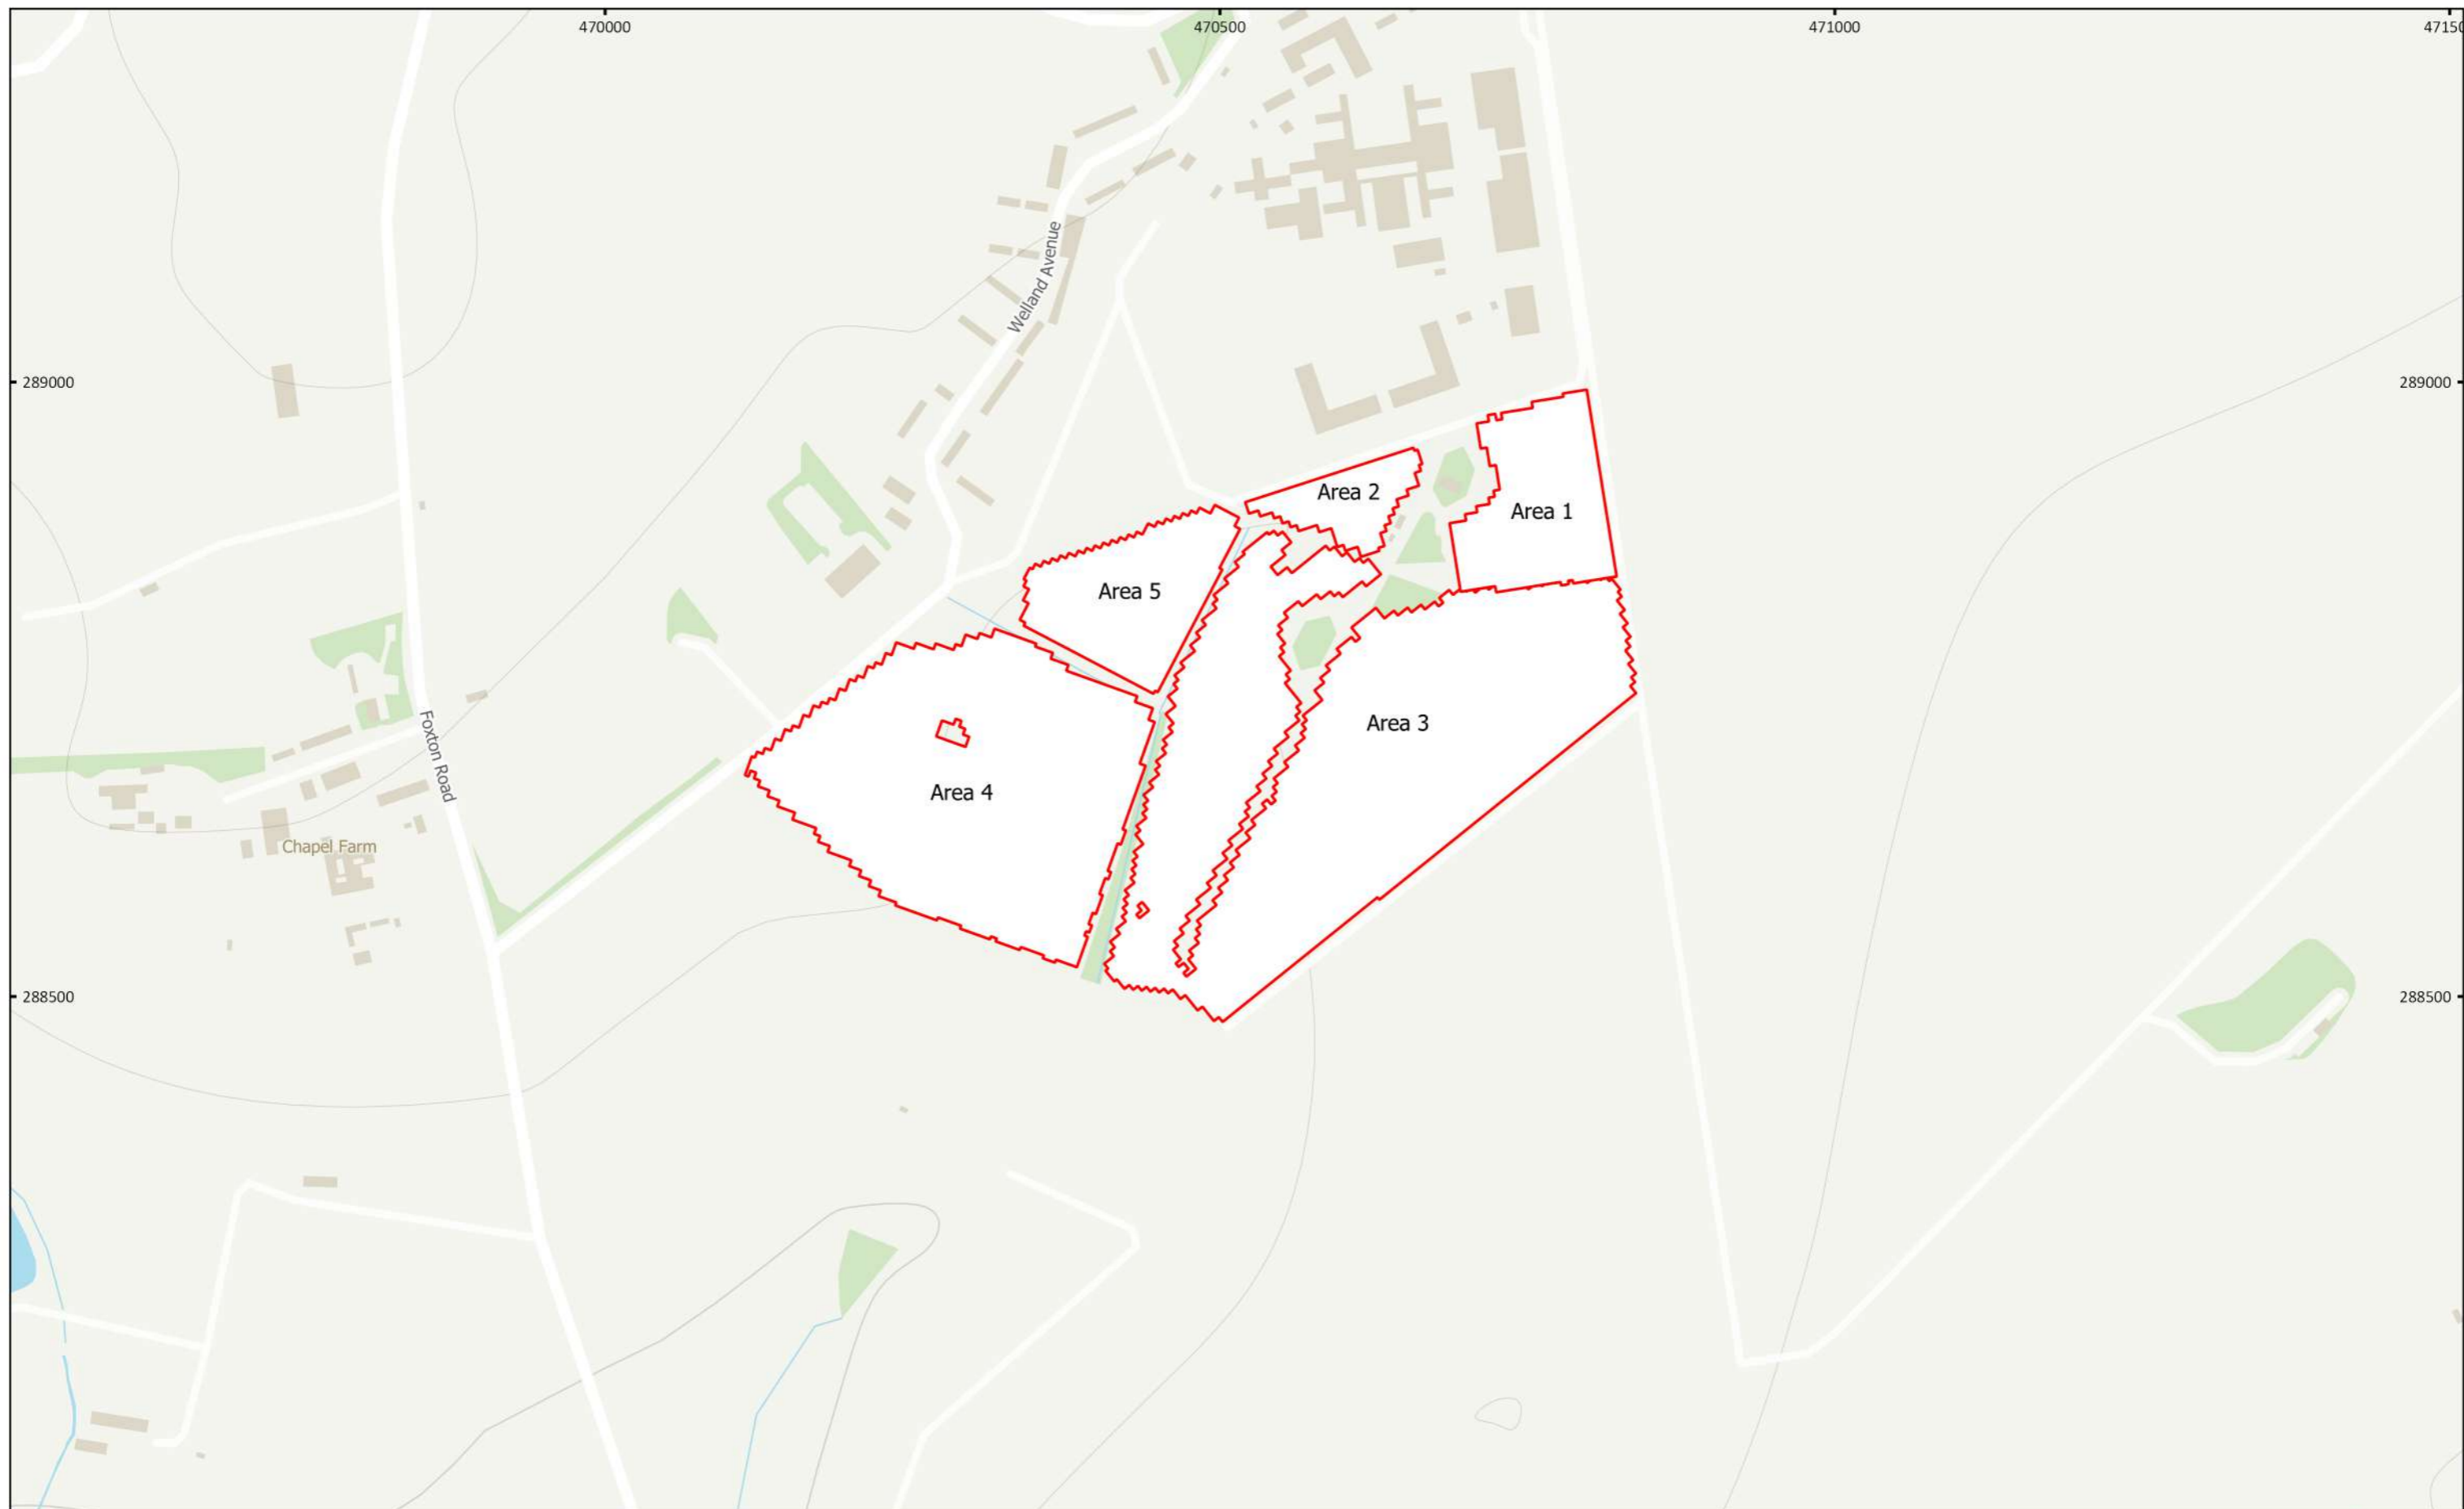 470000
470500
471000
47150
Welland Avenue
289000
289000
Area 2
Area 1
Area 5
Area 3
Foxton Road
Area 4
Chapel Farm
288500
288500